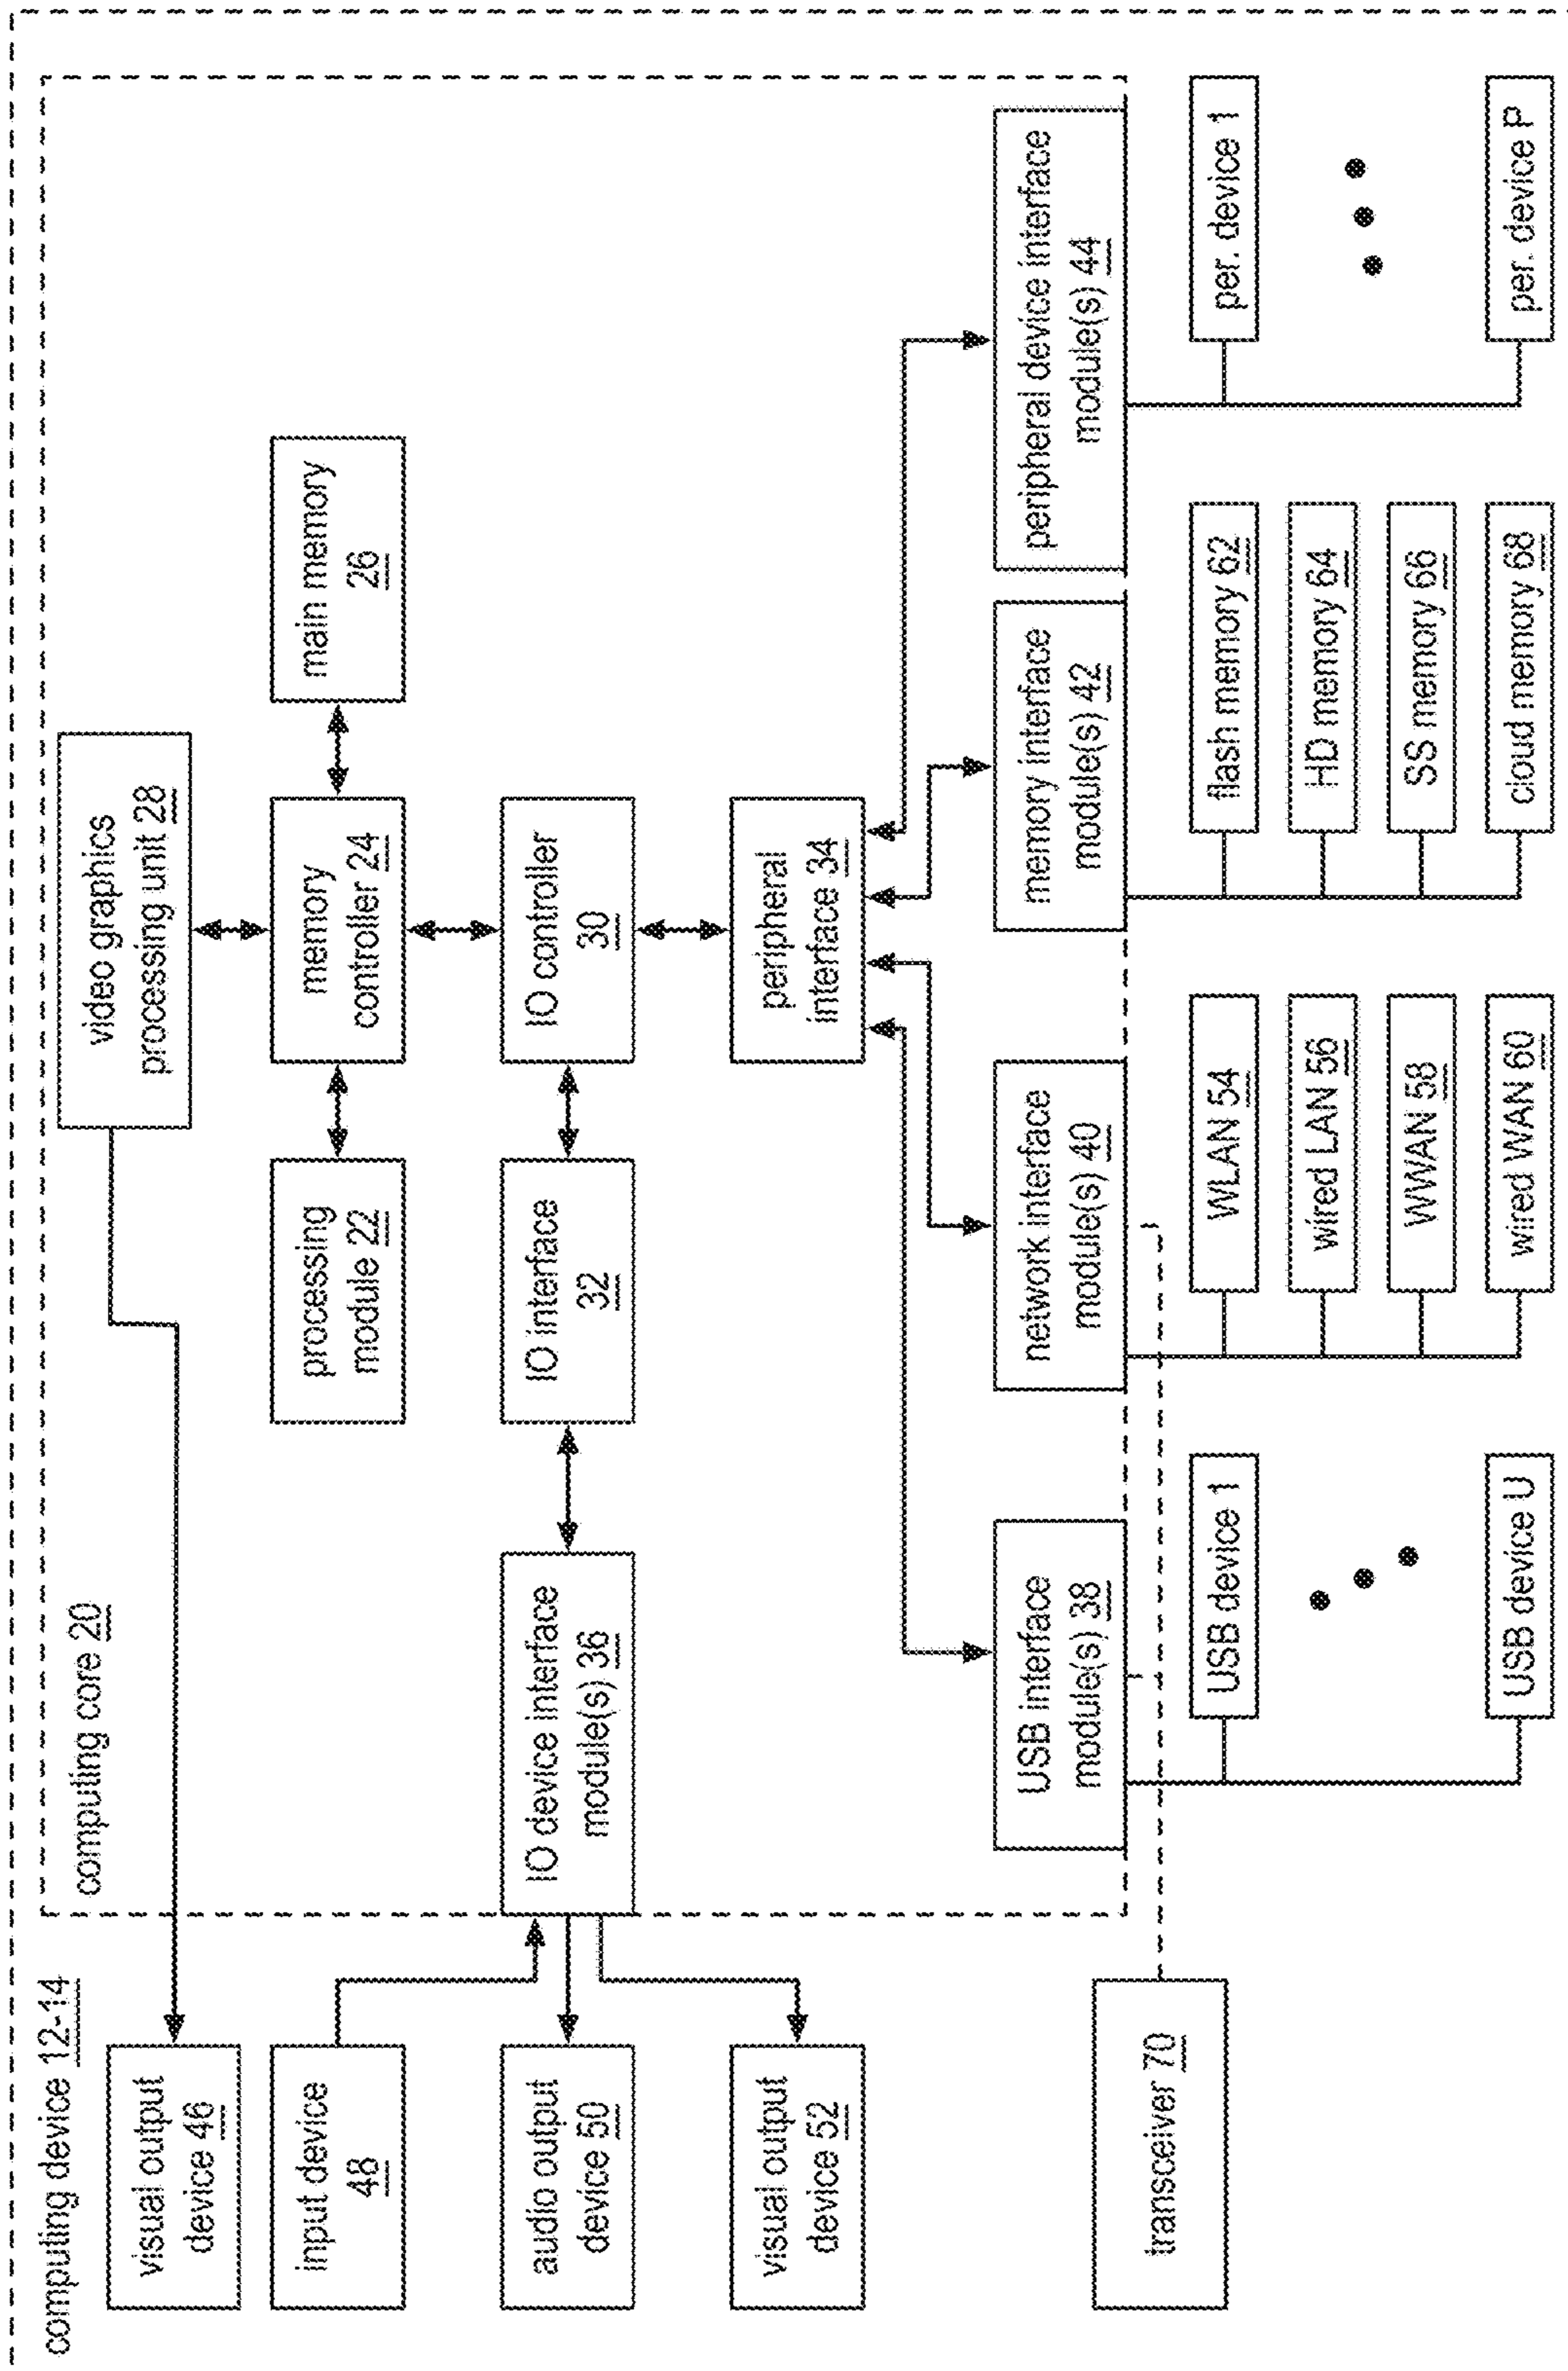 computing device 12-14
computing core 20
video graphics
processing unit 28
visual output
device 46
input device
48
processing
module 22
memory
controller 24
main memory
26
audio output
device 50
IO device interface
module(s) 36
IO interface
32
IO controller
30
visual output
device 52
peripheral
interface 34
transceiver 70
USB interface
module(s) 38
network interface
module(s) 40
memory interface
module(s) 42
peripheral device interface
module(s) 44
USB device 1
USB device U
WLAN 54
wired LAN 56
WWAN 58
wired WAN 60
flash memory 62
HD memory 64
SS memory 66
cloud memory 68
per. device 1
per. device P